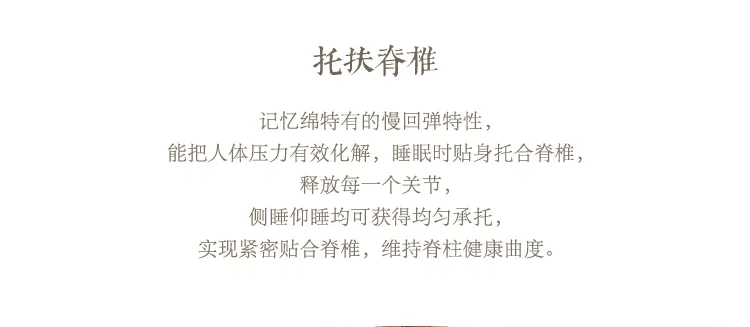 托扶脊椎
记忆绵特有的慢回弹特性，
能把人体压力有效化解，睡眠时贴身托合脊椎，
释放每一个关节，
侧睡仰睡均可获得均匀承托，
实现紧密贴合脊椎，维持脊柱健康曲度。